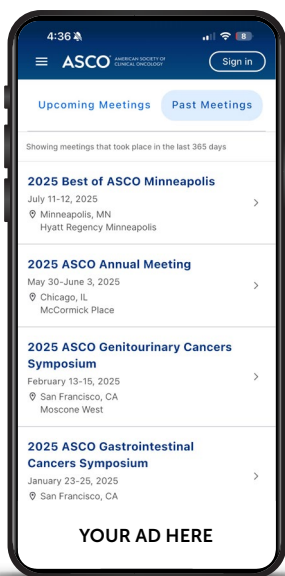 4:36
8
ASCO AMERICAN SOCIETY OF
CLINICAL ONCOLOGY
Sign in
Upcoming Meetings
Past Meetings
Showing meetings that took place in the last 365 days
2025 Best of ASCO Minneapolis
July 11-12, 2025
Minneapolis, MN
Hyatt Regency Minneapolis
2025 ASCO Annual Meeting
May 30-June 3, 2025
Chicago, IL
McCormick Place
2025 ASCO Genitourinary Cancers
Symposium
February 13-15, 2025
San Francisco, CA
Moscone West
2025 ASCO Gastrointestinal
Cancers Symposium
January 23-25, 2025
San Francisco, CA
YOUR AD HERE